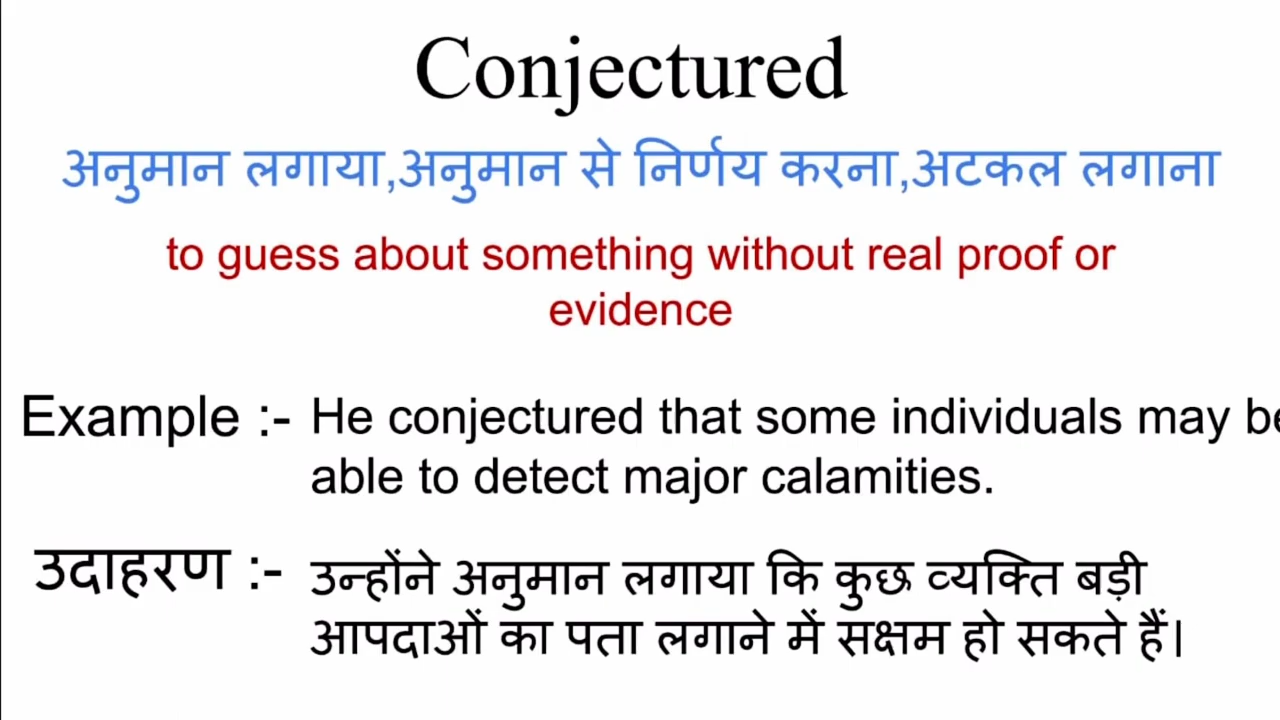 Conjectured
अनुमान लगाया,अनुमान से निर्णय करना,अटकल लगाना
to guess about something without real proof or
evidence
Example :- He conjectured that some individuals may be
able to detect major calamities.
उदाहरण :- उन्होंने अनुमान लगाया कि कुछ व्यक्ति बड़ी
आपदाओं का पता लगाने में सक्षम हो सकते हैं।